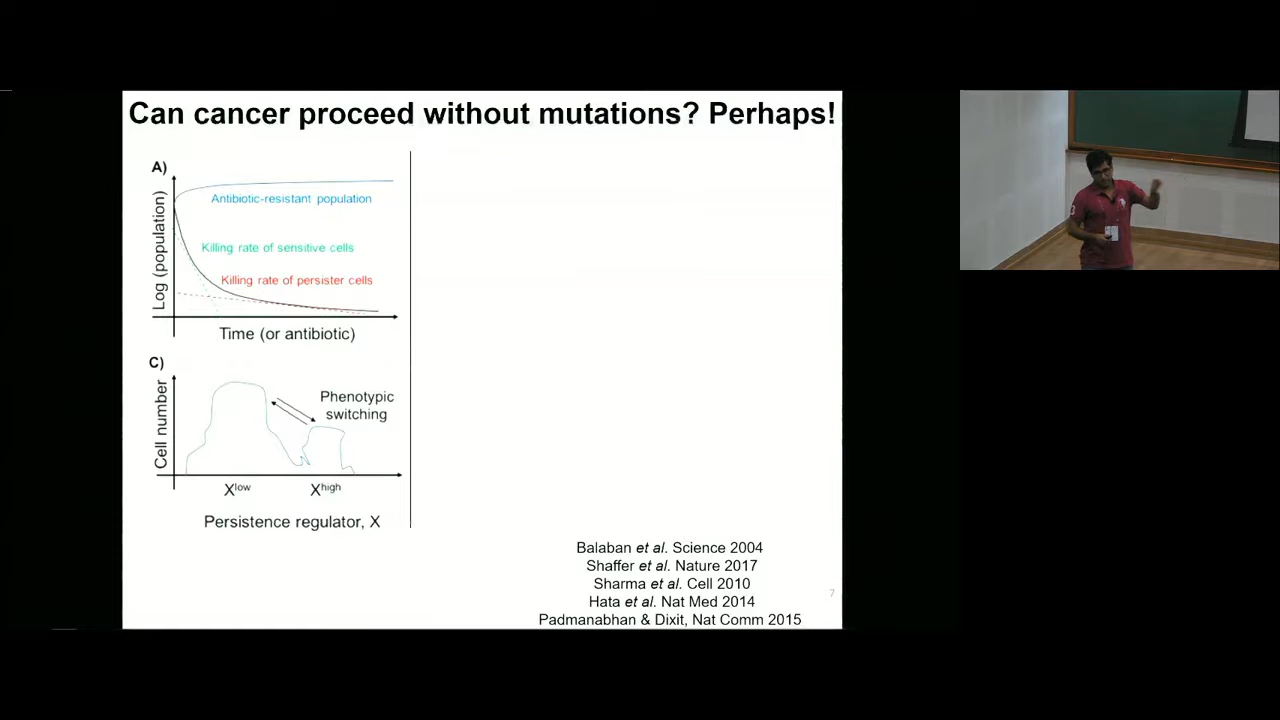 Can cancer proceed without mutations? Perhaps!
A)
Log (population)
Antibiotic-resistant population
Killing rate of sensitive cells
Killing rate of persister cells
Time (or antibiotic)
C)
Cell number
Phenotypic
switching
Xlow
Xhigh
Persistence regulator, X
Balaban et al. Science 2004
Shaffer et al. Nature 2017
Sharma et al. Cell 2010
Hata et al. Nat Med 2014
Padmanabhan & Dixit, Nat Comm 2015
7